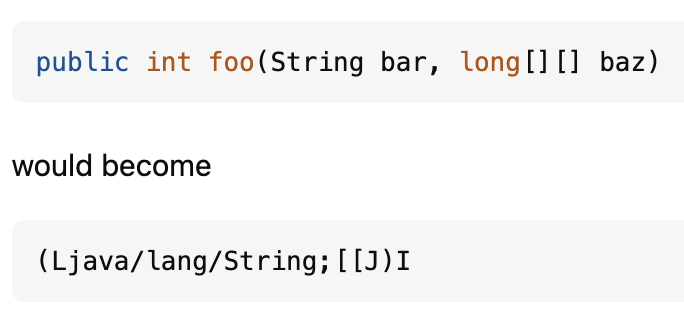 public int foo(String bar, long[][] baz)
would become
(Ljava/lang/String;[[J)I